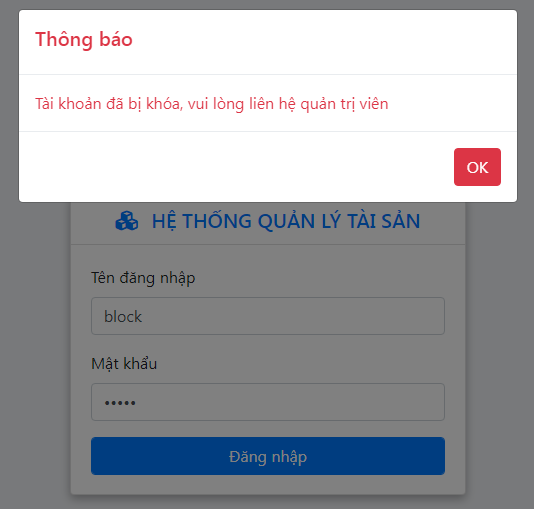 Thông báo
Tài khoản đã bị khóa, vui lòng liên hệ quản trị viên
OK
HỆ THỐNG QUẢN LÝ TÀI SẢN
Tên đăng nhập
block
Mật khẩu
•••••
Đăng nhập